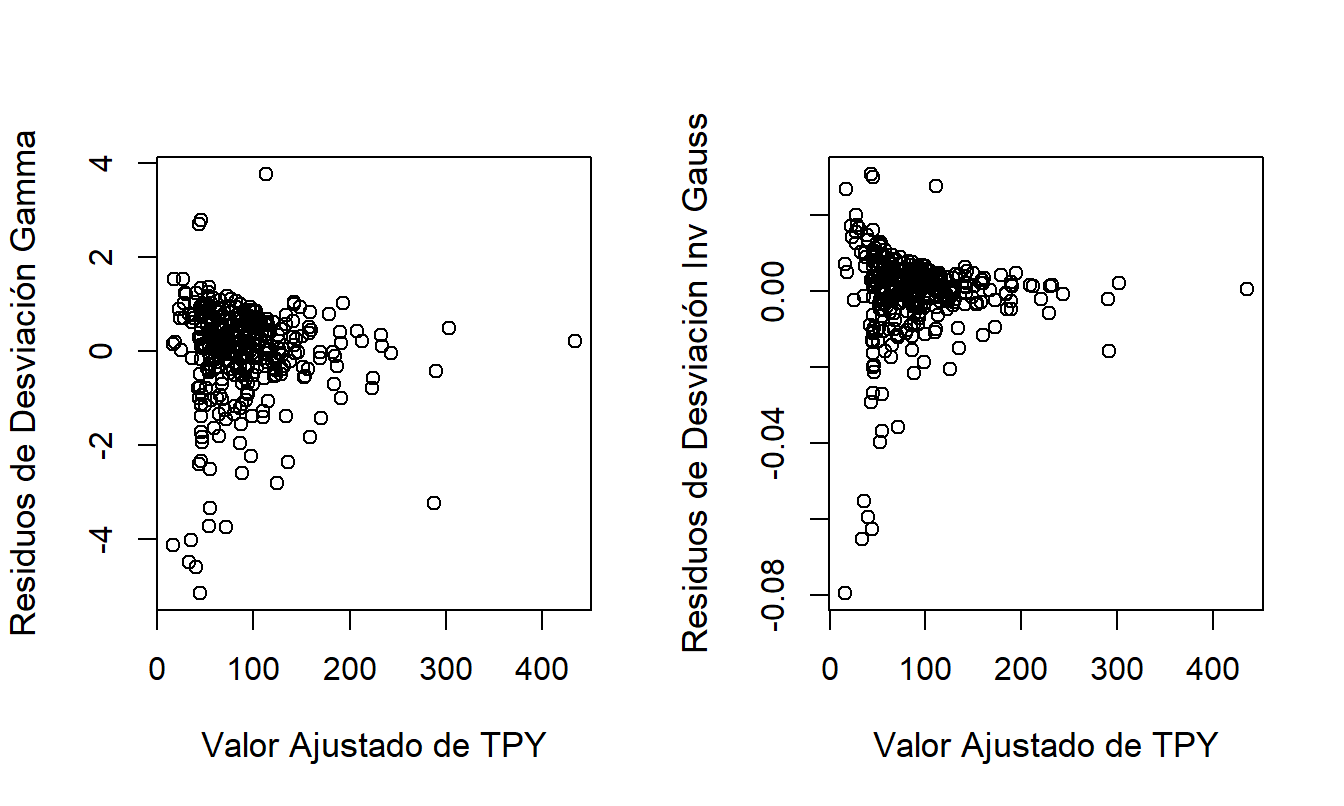 Residuos de Desviación Gamma
4
2
0
-2
-4
0 100 200 300 400
Valor Ajustado de TPY
Residuos de Desviación Inv Gauss
0.00
-0.04
-0.08
0 100 200 300 400
Valor Ajustado de TPY